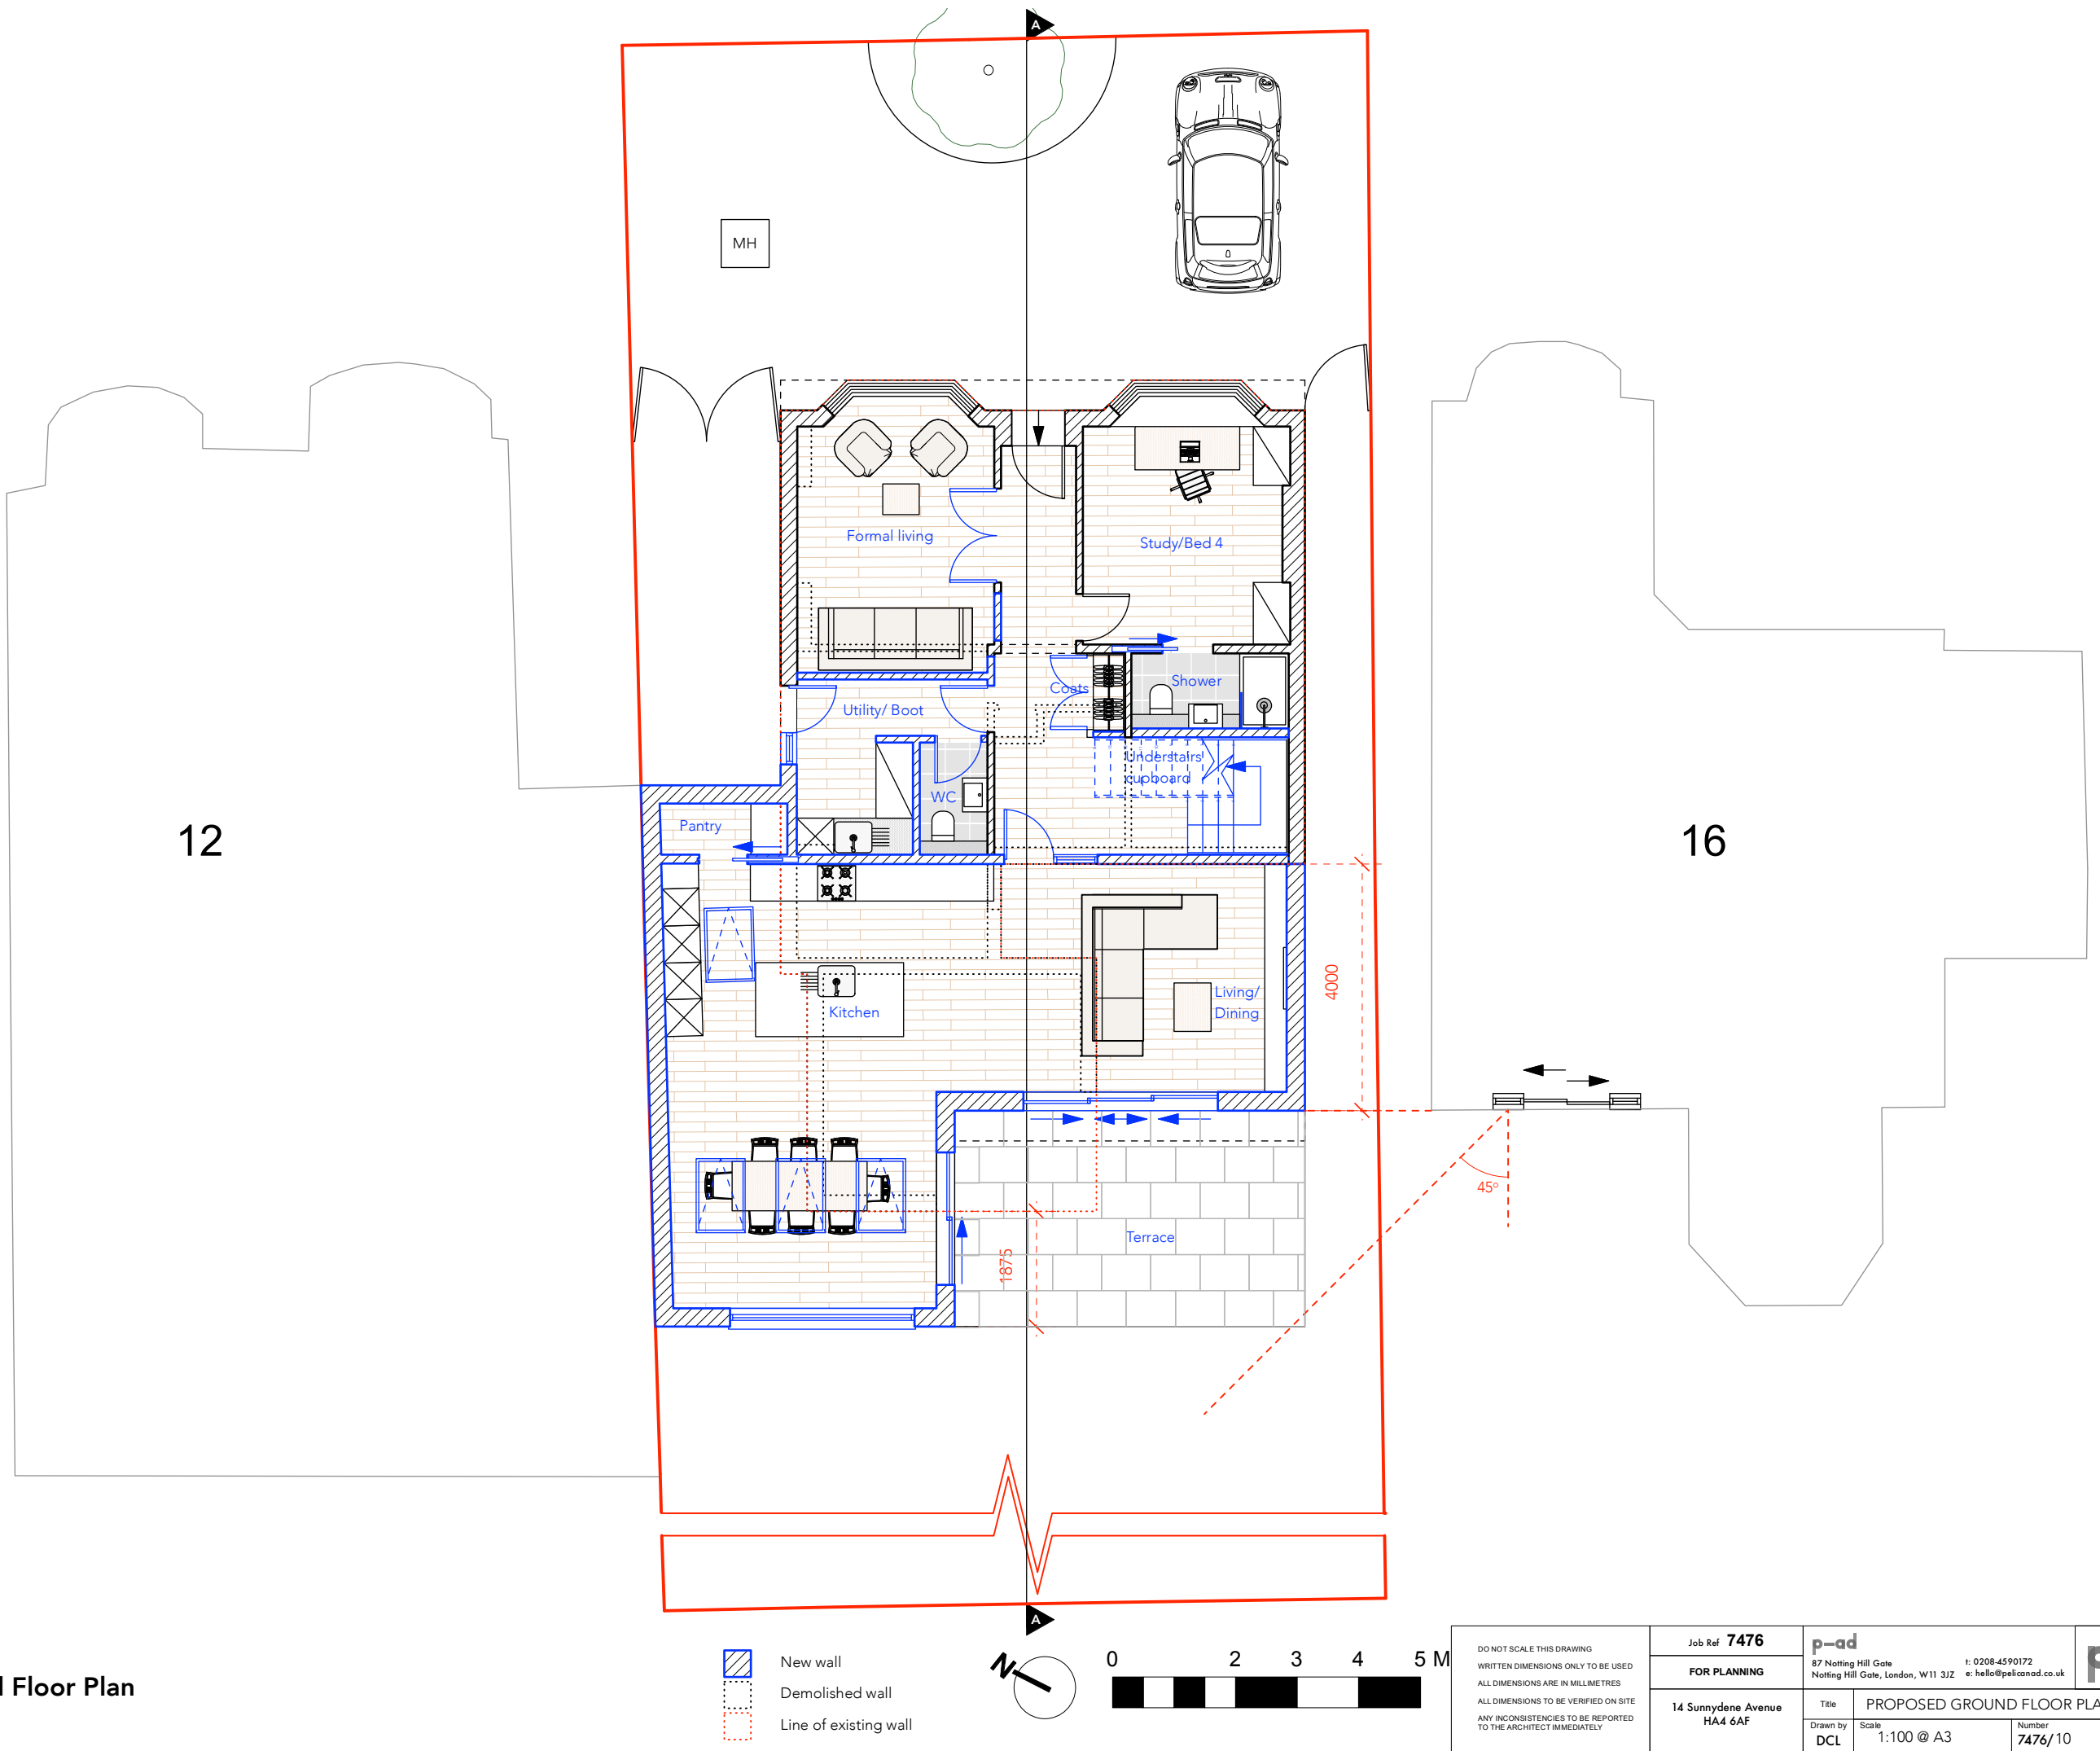 A
MH
Formal living
Study/Bed 4
Coats
Shower
Utility/ Boot
Understairs
cupboard
WC
Pantry
12
16
4000
Living/
Dining
Kitchen
45°
Terrace
1875
A
Floor Plan
New wall
Demolished wall
Line of existing wall
N
0 2 3 4 5 M
DO NOT SCALE THIS DRAWING
WRITTEN DIMENSIONS ONLY TO BE USED
ALL DIMENSIONS ARE IN MILLIMETRES
ALL DIMENSIONS TO BE VERIFIED ON SITE
ANY INCONSISTENCIES TO BE REPORTED
TO THE ARCHITECT IMMEDIATELY
Job Ref 7476
FOR PLANNING
14 Sunnydene Avenue
HA4 6AF
p-ad
87 Notting Hill Gate
Notting Hill Gate, London, W11 3JZ
t: 0208-4590172
e: hello@pelicanad.co.uk
Title PROPOSED GROUND FLOOR PLA
Drawn by
DCL
Scale
1:100 @ A3
Number
7476/10